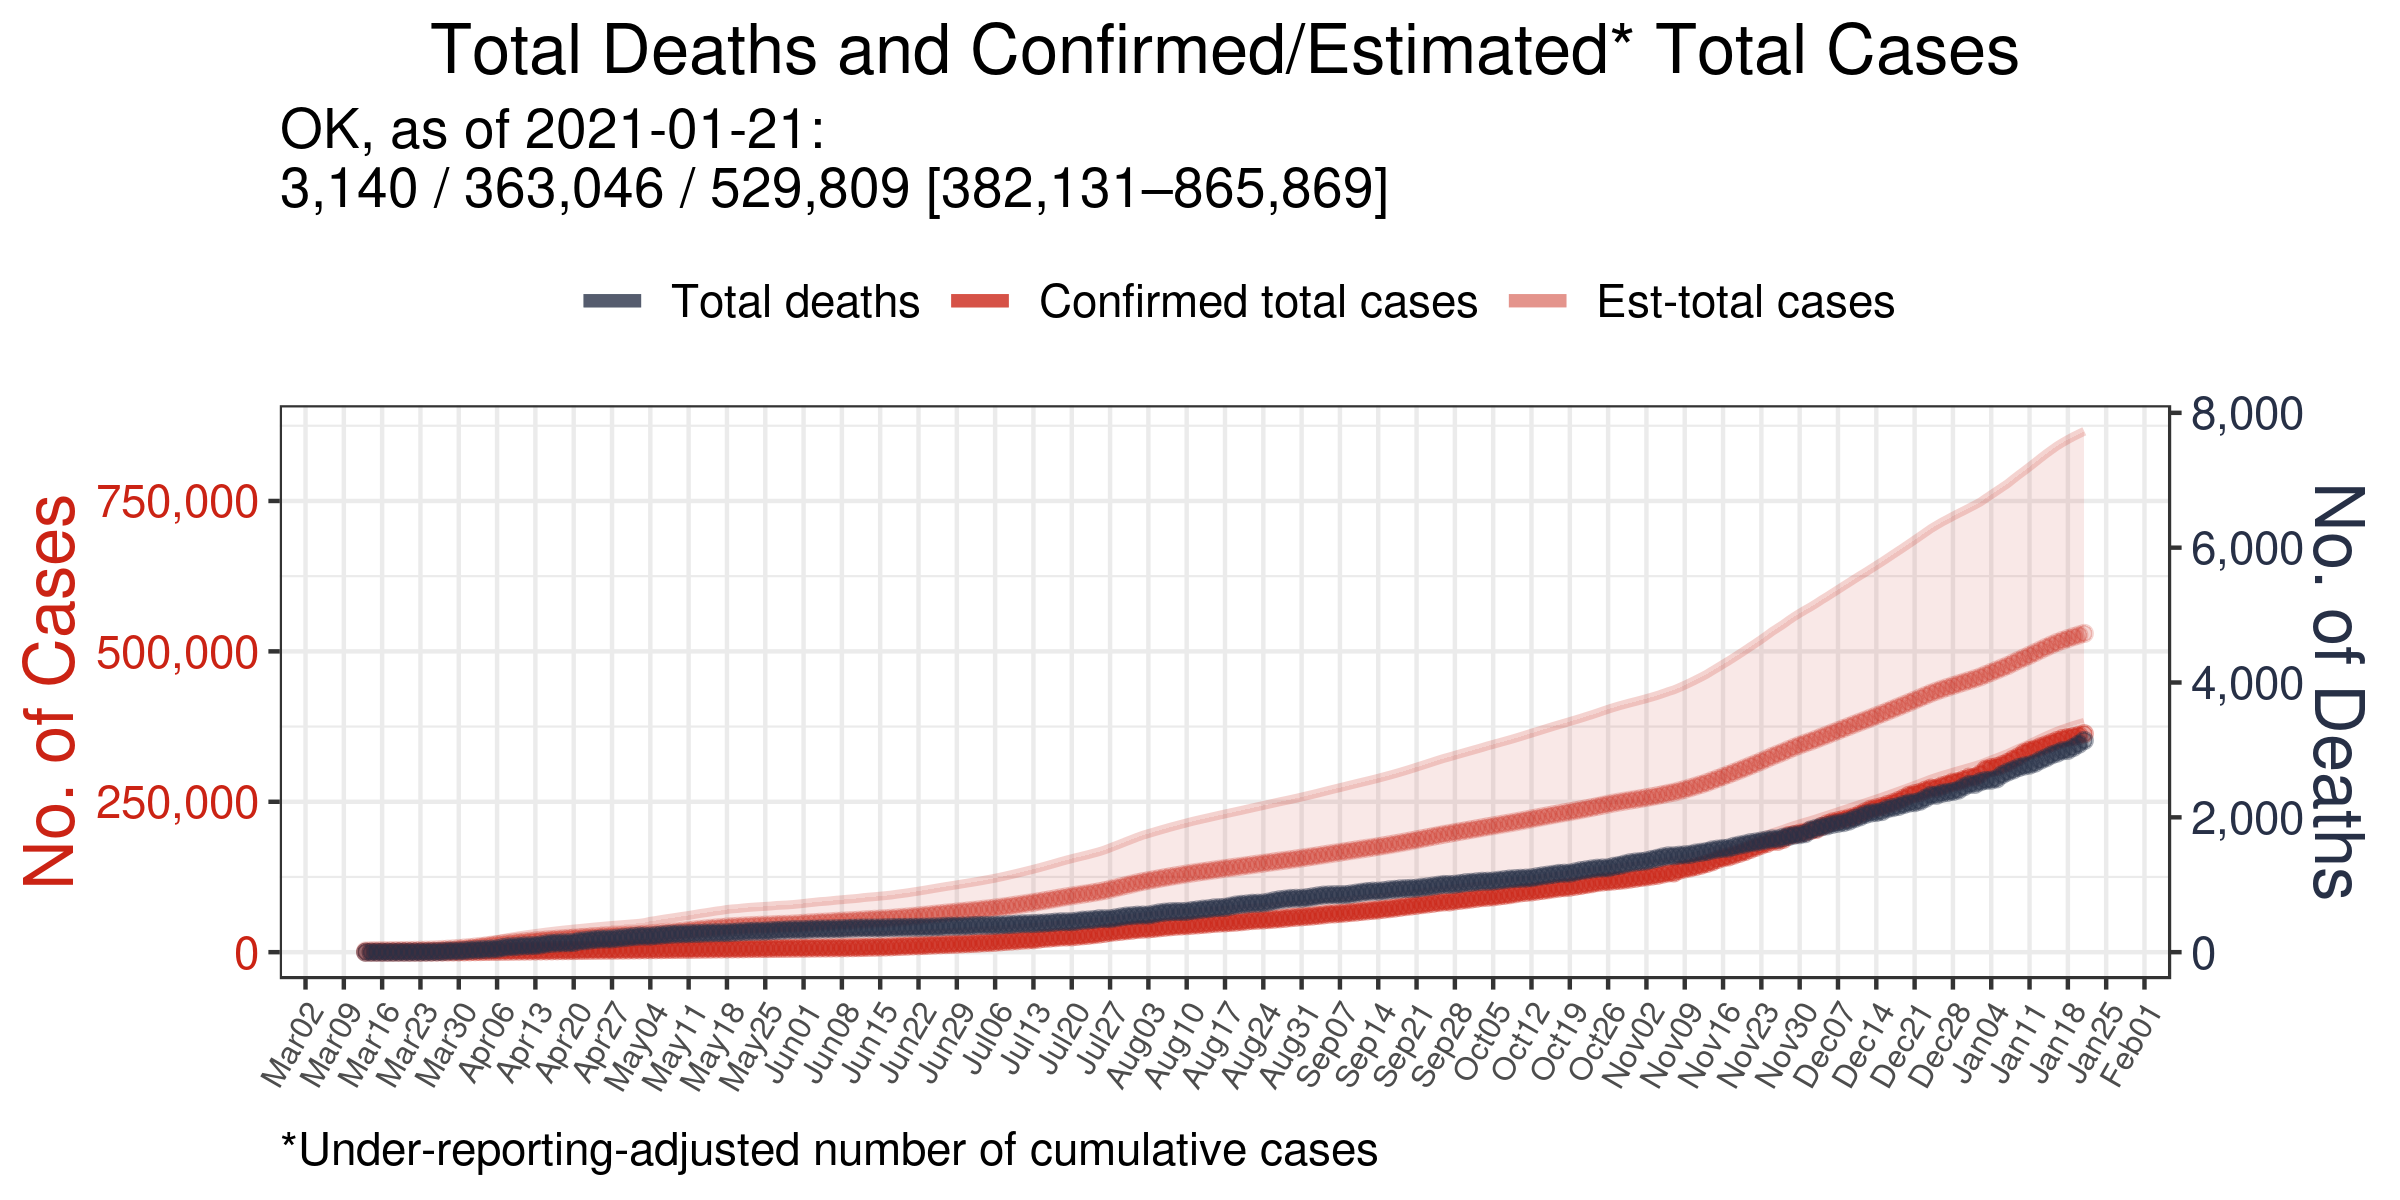 Total Deaths and Confirmed/Estimated* Total Cases
OK, as of 2021-01-21:
3,140 / 363,046 / 529,809 [382,131–865,869]
Total deaths
Confirmed total cases
Est-total cases
No. of Cases
750,000
500,000
250,000
0
8,000
6,000
4,000
2,000
0
No. of Deaths
Mar02
Mar09
Mar16
Mar23
Mar30
Apr06
Apr13
Apr20
Apr27
May04
May11
May18
May25
Jun01
Jun08
Jun15
Jun22
Jun29
Jul06
Jul13
Jul20
Jul27
Aug03
Aug10
Aug17
Aug24
Aug31
Sep07
Sep14
Sep21
Sep28
Oct05
Oct12
Oct19
Oct26
Nov02
Nov09
Nov16
Nov23
Nov30
Dec07
Dec14
Dec21
Dec28
Jan04
Jan11
Jan18
Jan25
Feb01
*Under-reporting-adjusted number of cumulative cases